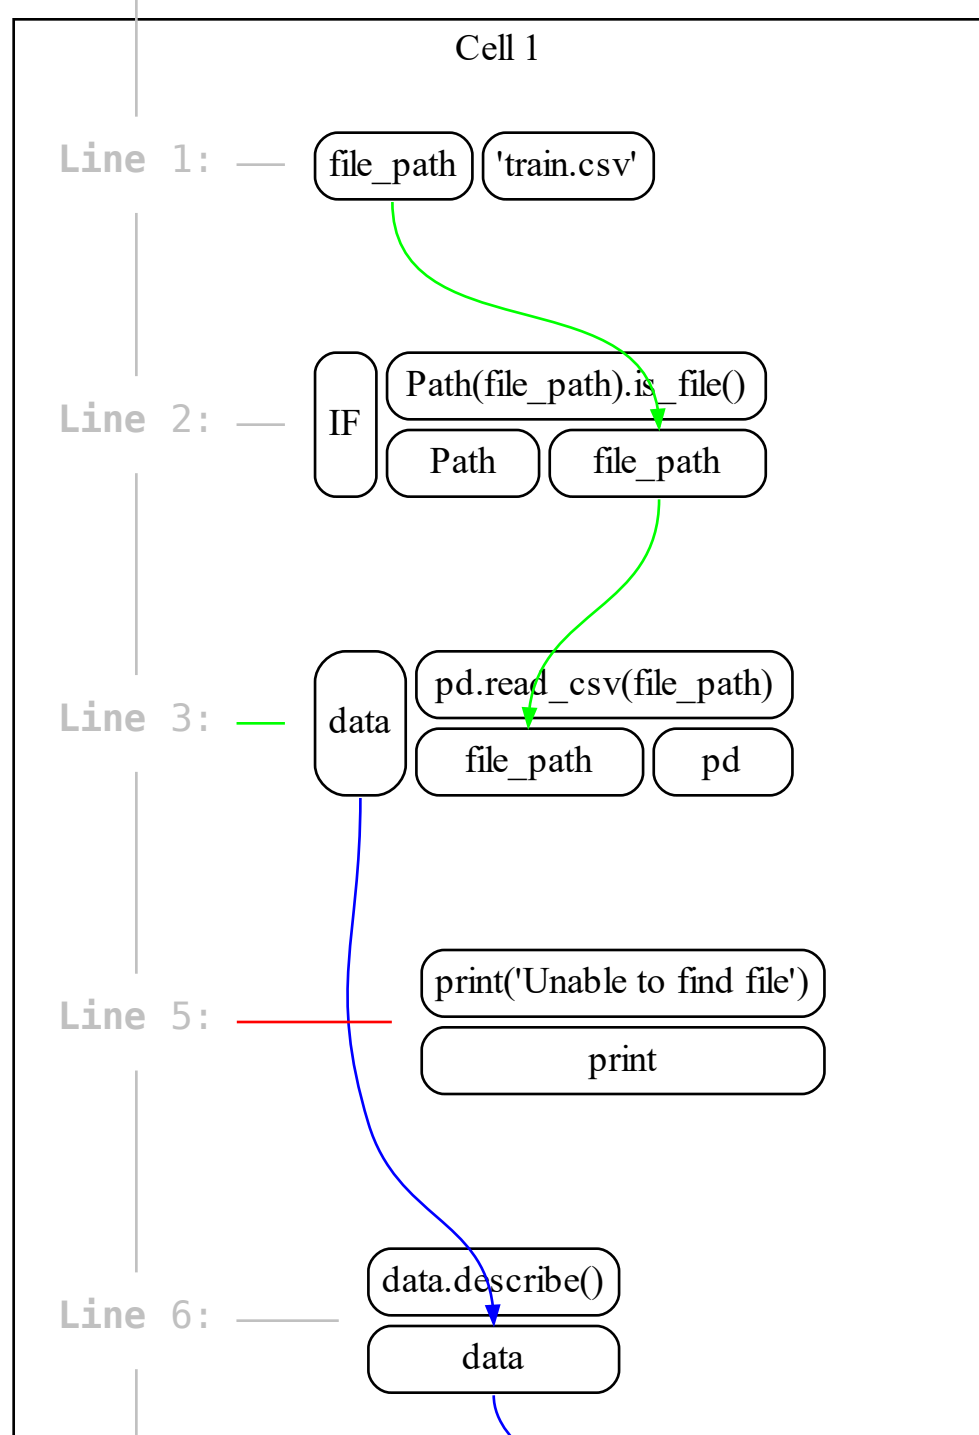 Cell 1
Line 1: file_path 'train.csv'
Line 2: IF Path(file_path).is_file()
Path file_path
Line 3: data pd.read_csv(file_path)
file_path pd
Line 5: print('Unable to find file')
print
Line 6: data.describe()
data